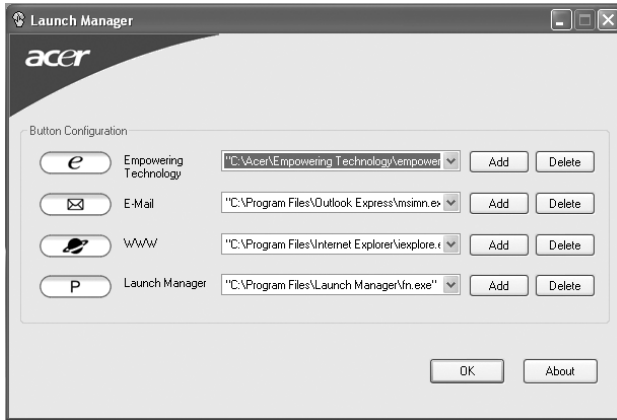 Launch Manager
acer
Button Configuration
e Empowering Technology "C:\Acer\Empowering Technology\empower Add Delete
E-Mail "C:\Program Files\Outlook Express\msimn.ex Add Delete
WWW "C:\Program Files\Internet Explorer\iexplore.e Add Delete
P Launch Manager "C:\Program Files\Launch Manager\fn.exe" Add Delete
OK About